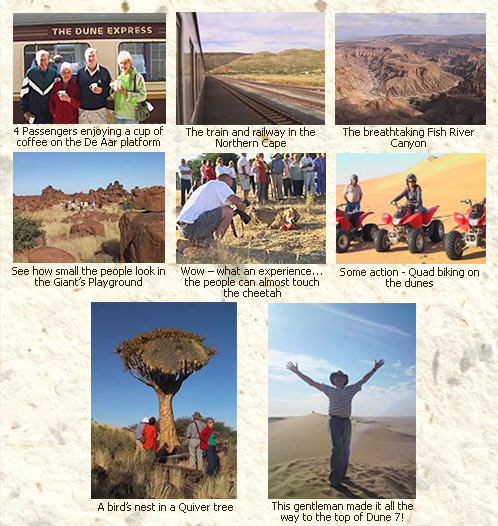 THE DUNE EXPRESS
4 Passengers enjoying a cup of
coffee on the De Aar platform
The train and railway in the
Northern Cape
The breathtaking Fish River
Canyon
See how small the people look in
the Giant's Playground
Wow – what an experience...
the people can almost touch
the cheetah
Some action - Quad biking on
the dunes
A bird's nest in a Quiver tree
This gentleman made it all the
way to the top of Dune 7!